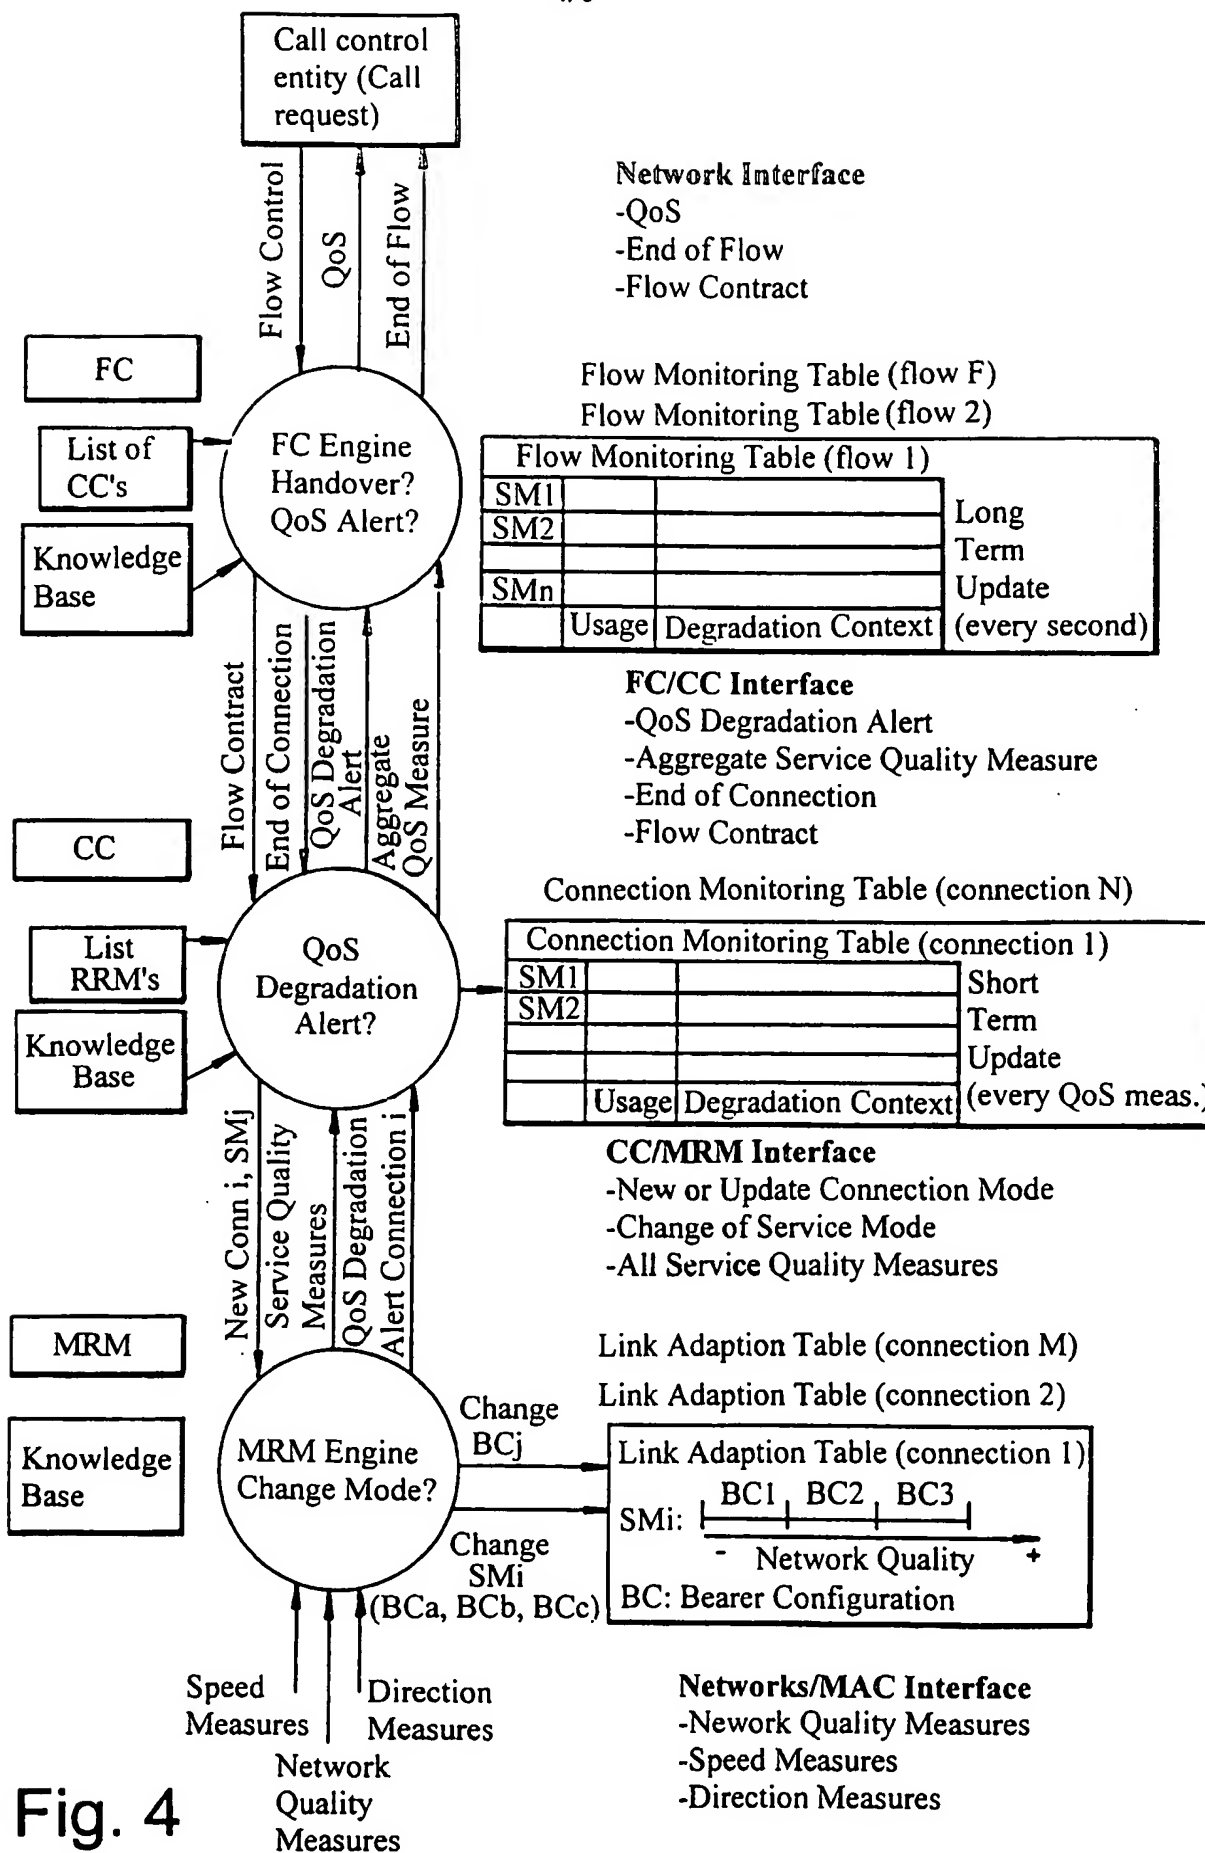 Call control
entity (Call
request)
Flow Control
QoS
End of Flow
Network Interface
-QoS
-End of Flow
-Flow Contract
FC
List of
CC's
Knowledge
Base
FC Engine
Handover?
QoS Alert?
Flow Monitoring Table (flow F)
Flow Monitoring Table (flow 2)
Flow Monitoring Table (flow 1)
SM1
SM2
SMn
Usage
Degradation Context
Long
Term
Update
(every second)
Flow Contract
End of Connection
QoS Degradation
Alert
Aggregate
QoS Measure
FC/CC Interface
-QoS Degradation Alert
-Aggregate Service Quality Measure
-End of Connection
-Flow Contract
CC
List
RRM's
Knowledge
Base
QoS
Degradation
Alert?
Connection Monitoring Table (connection N)
Connection Monitoring Table (connection 1)
SM1
SM2
Usage
Degradation Context
Short
Term
Update
(every QoS meas.)
New Conn i, SMj
Service Quality
Measures
QoS Degradation
Alert Connection i
CC/MRM Interface
-New or Update Connection Mode
-Change of Service Mode
-All Service Quality Measures
MRM
Knowledge
Base
MRM Engine
Change Mode?
Change
BCj
Change
SMi
(BCa, BCb, BCc)
Link Adaption Table (connection M)
Link Adaption Table (connection 2)
Link Adaption Table (connection 1)
SMi:
BC1
BC2
BC3
- Network Quality +
BC: Bearer Configuration
Speed
Measures
Network
Quality
Measures
Direction
Measures
Networks/MAC Interface
-Nework Quality Measures
-Speed Measures
-Direction Measures
Fig. 4